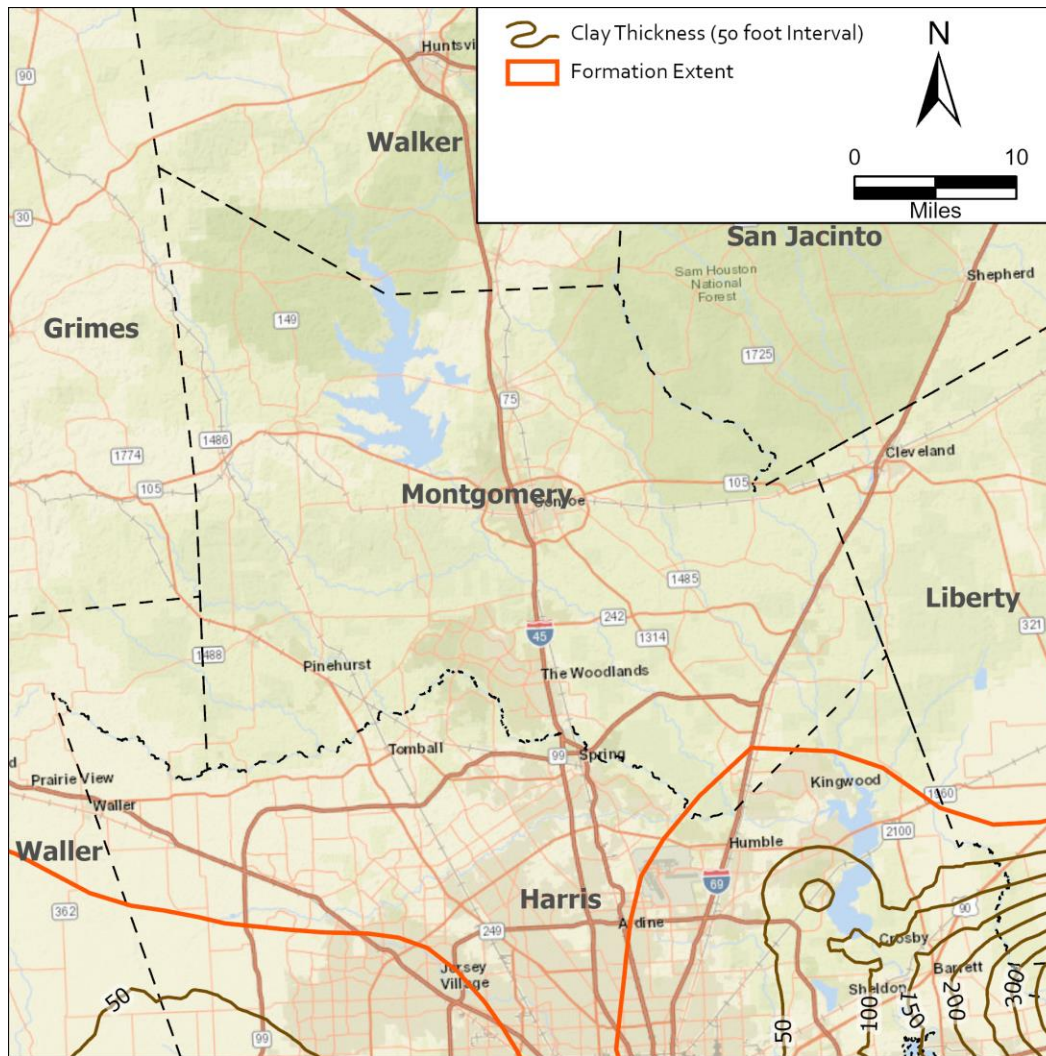 Clay Thickness (50 foot Interval)
Formation Extent
N
0 10
Miles
90
Huntsvi
Walker
30
San Jacinto
Sam Houston
National
Forest
Shepherd
Grimes
149
1725
75
1486
1774
105
Montgomery
Conroe
105
Cleveland
1485
Liberty
242
321
45
1314
1488
Pinehurst
The Woodlands
Tomball
99
Spring
d
Prairie View
Kingwood
Waller
1960
2100
Waller
Humble
69
Harris
362
90
249
Aldine
Crosby
Jersey
Village
Barrett
Sheldon
50
50
100
150
200
300
99